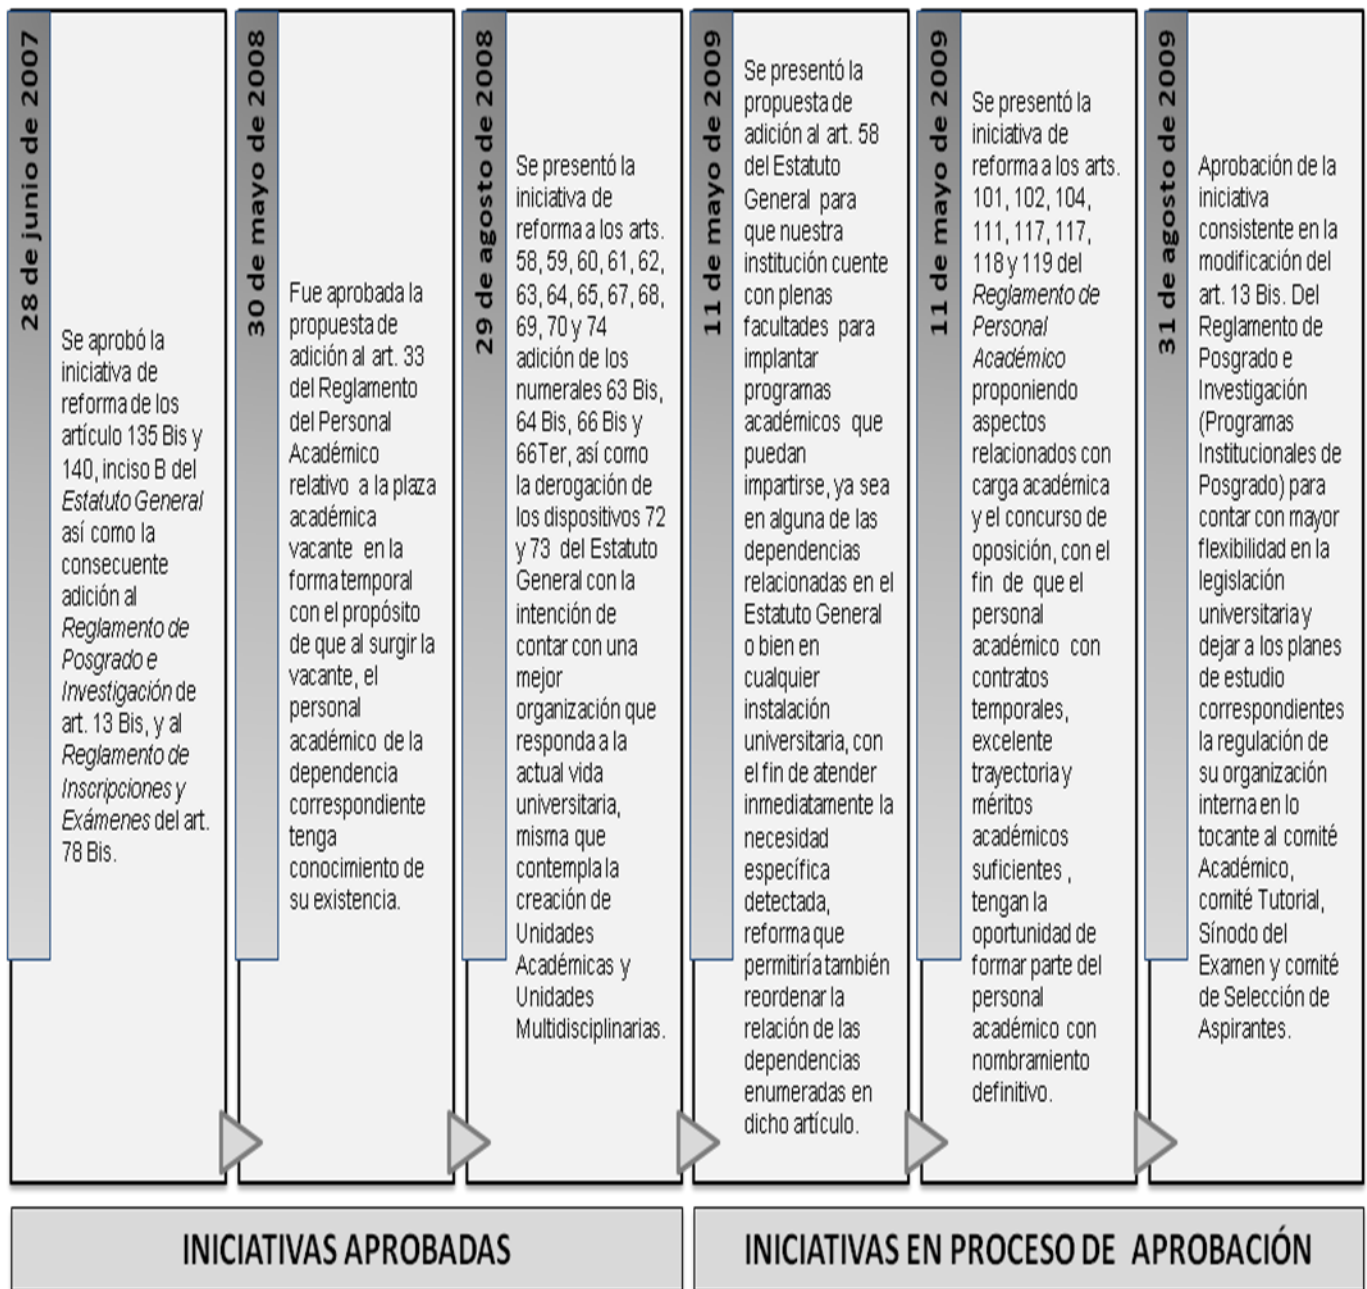 28 de junio de 2007
Se aprobó la
iniciativa de
reforma de los
artículo 135 Bis y
140, inciso B del
Estatuto General
así como la
consecuente
adición al
Reglamento de
Posgrado e
Investigación de
art. 13 Bis, y al
Reglamento de
Inscripciones y
Exámenes del art.
78 Bis.
30 de mayo de 2008
Fue aprobada la
propuesta de
adición al art. 33
del Reglamento
del Personal
Académico
relativo a la plaza
académica
vacante en la
forma temporal
con el propósito
de que al surgir la
vacante, el
personal
académico de la
dependencia
correspondiente
tenga
conocimiento de
su existencia.
29 de agosto de 2008
Se presentó la
iniciativa de
reforma a los arts.
58, 59, 60, 61, 62,
63, 64, 65, 67, 68,
69, 70 y 74
adición de los
numerales 63 Bis,
64 Bis, 66 Bis y
66Ter, así como
la derogación de
los dispositivos 72
y 73 del Estatuto
General con la
intención de
contar con una
mejor
organización que
responda a la
actual vida
universitaria,
misma que
contempla la
creación de
Unidades
Académicas y
Unidades
Multidisciplinarias.
11 de mayo de 2009
Se presentó la
propuesta de
adición al art. 58
del Estatuto
General para
que nuestra
institución cuente
con plenas
facultades para
implantar
programas
académicos que
puedan
impartirse, ya sea
en alguna de las
dependencias
relacionadas en el
Estatuto General
o bien en
cualquier
instalación
universitaria, con
el fin de atender
inmediatamente la
necesidad
específica
detectada,
reforma que
permitiría también
reordenar la
relación de las
dependencias
enumeradas en
dicho artículo.
11 de mayo de 2009
Se presentó la
iniciativa de
reforma a los arts.
101, 102, 104,
111, 117, 117,
118 y 119 del
Reglamento de
Personal
Académico
proponiendo
aspectos
relacionados con
carga académica
y el concurso de
oposición, con el
fin de que el
personal
académico con
contratos
temporales,
excelente
trayectoria y
méritos
académicos
suficientes ,
tengan la
oportunidad de
formar parte del
personal
académico con
nombramiento
definitivo.
31 de agosto de 2009
Aprobación de la
iniciativa
consistente en la
modificación del
art. 13 Bis. Del
Reglamento de
Posgrado e
Investigación
(Programas
Institucionales de
Posgrado) para
contar con mayor
flexibilidad en la
legislación
universitaria y
dejar a los planes
de estudio
correspondientes
la regulación de
su organización
interna en lo
tocante al comité
Académico,
comité Tutorial,
Sínodo del
Examen y comité
de Selección de
Aspirantes.
INICIATIVAS APROBADAS
INICIATIVAS EN PROCESO DE APROBACIÓN